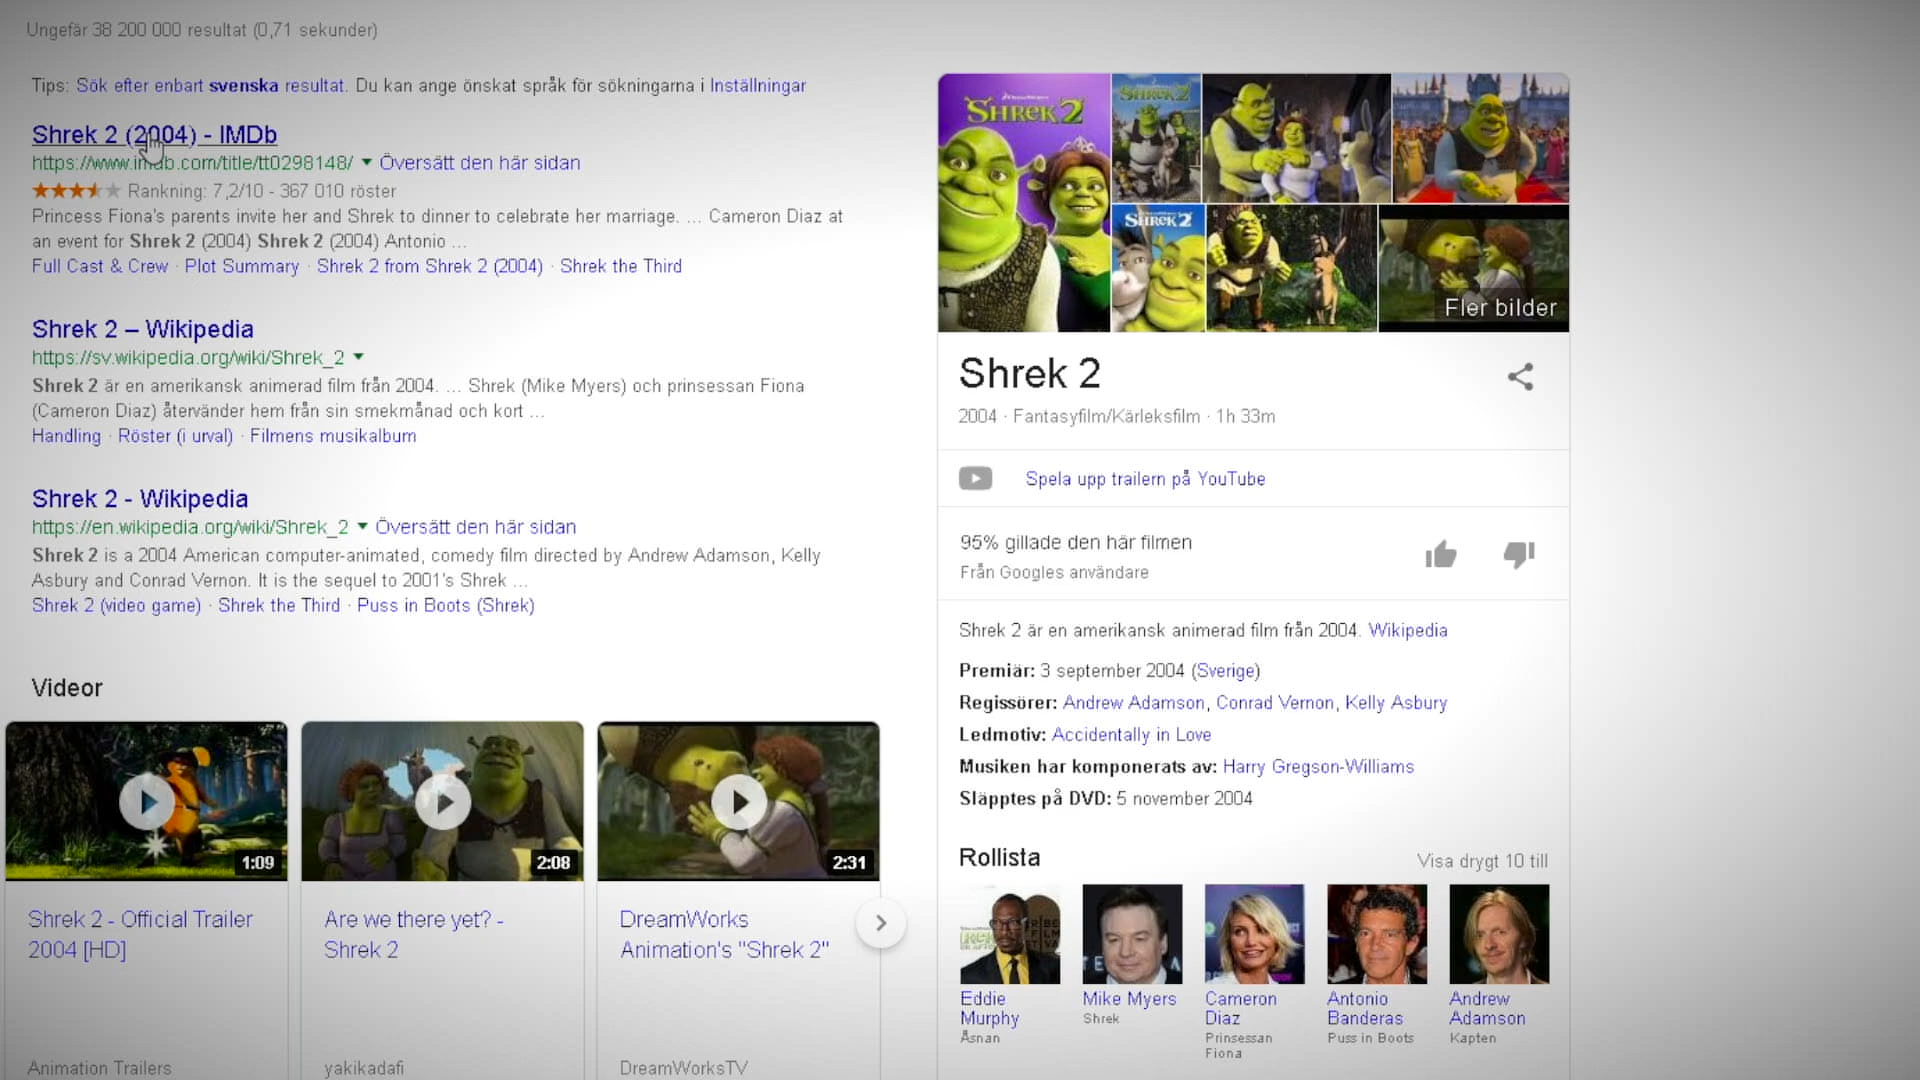 Ungefär 38 200 000 resultat (0,71 sekunder)
Tips: Sök efter enbart svenska resultat. Du kan ange önskat språk för sökningarna i Inställningar
Shrek 2 (2004) - IMDb
https://www.imdb.com/title/tt0298148/ Översätt den här sidan
Rankning: 7,2/10 - 367 010 röster
Princess Fiona's parents invite her and Shrek to dinner to celebrate her marriage. ... Cameron Diaz at
an event for Shrek 2 (2004) Shrek 2 (2004) Antonio ...
Full Cast & Crew · Plot Summary · Shrek 2 from Shrek 2 (2004) · Shrek the Third
Shrek 2 – Wikipedia
https://sv.wikipedia.org/wiki/Shrek_2
Shrek 2 är en amerikansk animerad film från 2004. ... Shrek (Mike Myers) och prinsessan Fiona
(Cameron Diaz) återvänder hem från sin smekmånad och kort ...
Handling · Röster (i urval) · Filmens musikalbum
Shrek 2 - Wikipedia
https://en.wikipedia.org/wiki/Shrek_2 Översätt den här sidan
Shrek 2 is a 2004 American computer-animated, comedy film directed by Andrew Adamson, Kelly
Asbury and Conrad Vernon. It is the sequel to 2001's Shrek ...
Shrek 2 (video game) · Shrek the Third · Puss in Boots (Shrek)
Videor
1:09
2:08
2:31
Shrek 2 - Official Trailer
2004 [HD]
Are we there yet? -
Shrek 2
DreamWorks
Animation's "Shrek 2"
Animation Trailers
yakikadafi
DreamWorksTV
SHREK 2
SHREK 2
SHREK 2
Fler bilder
Shrek 2
2004 · Fantasyfilm/Kärleksfilm · 1h 33m
Spela upp trailern på YouTube
95% gillade den här filmen
Från Googles användare
Shrek 2 är en amerikansk animerad film från 2004. Wikipedia
Premiär: 3 september 2004 (Sverige)
Regissörer: Andrew Adamson, Conrad Vernon, Kelly Asbury
Ledmotiv: Accidentally in Love
Musiken har komponerats av: Harry Gregson-Williams
Släpptes på DVD: 5 november 2004
Rollista
Visa drygt 10 till
Eddie
Murphy
Åsnan
Mike Myers
Shrek
Cameron
Diaz
Prinsessan
Fiona
Antonio
Banderas
Puss in Boots
Andrew
Adamson
Kapten